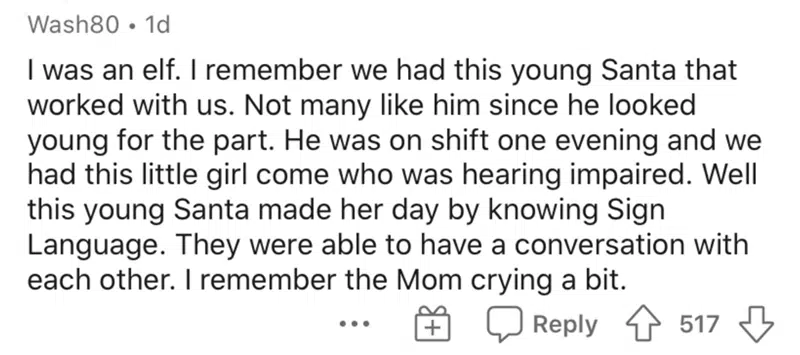 Wash80 • 1d
I was an elf. I remember we had this young Santa that
worked with us. Not many like him since he looked
young for the part. He was on shift one evening and we
had this little girl come who was hearing impaired. Well
this young Santa made her day by knowing Sign
Language. They were able to have a conversation with
each other. I remember the Mom crying a bit.
... Reply 517